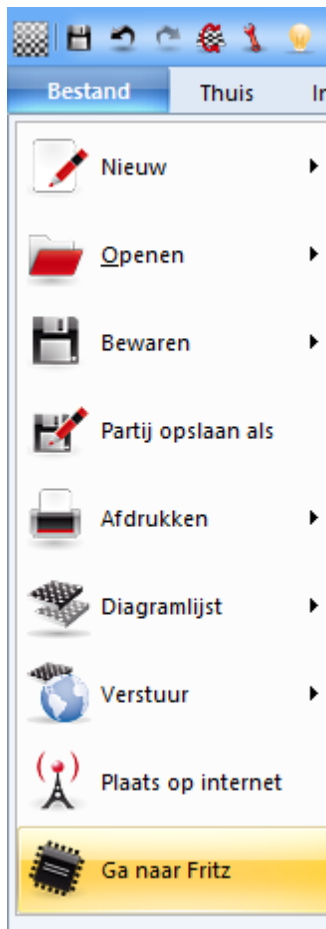 Bestand Thuis
Nieuw
Openen
Bewaren
Partij opslaan als
Afdrukken
Diagramlijst
Verstuur
Plaats op internet
Ga naar Fritz